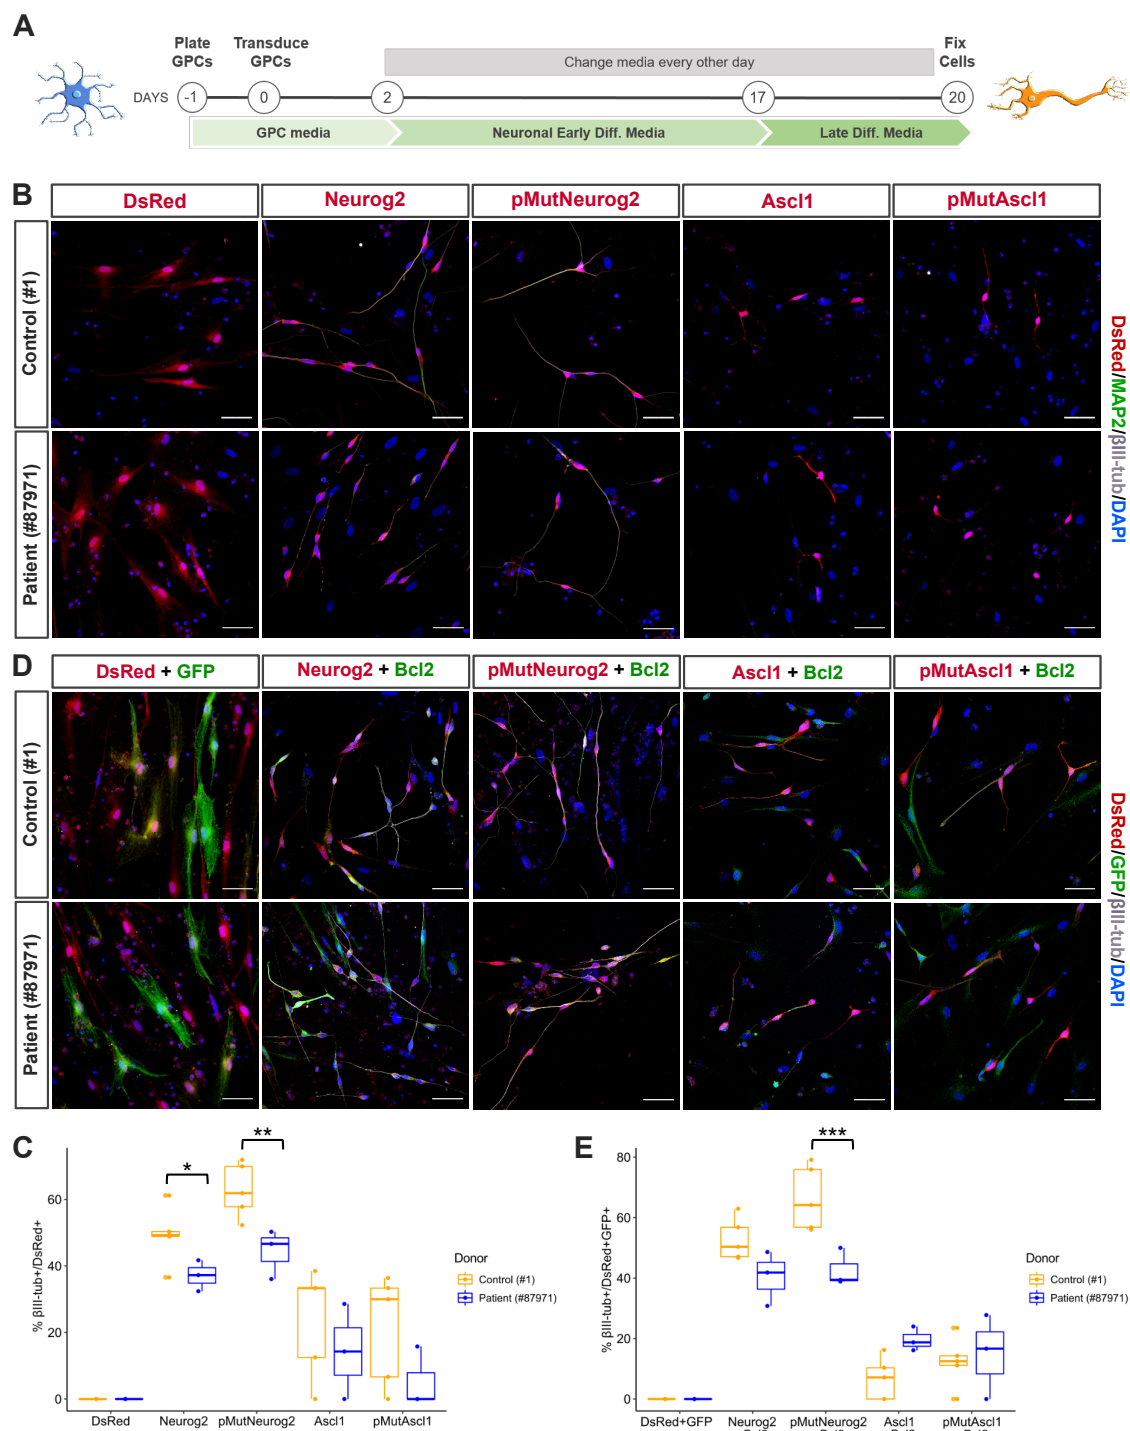 A
Plate
GPCs
Transduce
GPCs
Fix
Cells
Change media every other day
DAYS -1 0 2 17 20
GPC media
Neuronal Early Diff. Media
Late Diff. Media
B
DsRed
Neurog2
pMutNeurog2
Ascl1
pMutAscl1
Control (#1)
Patient (#87971)
DsRed/MAP2/βIII-tub/DAPI
D
DsRed + GFP
Neurog2 + Bcl2
pMutNeurog2 + Bcl2
Ascl1 + Bcl2
pMutAscl1 + Bcl2
Control (#1)
Patient (#87971)
DsRed/GFP/βIII-tub/DAPI
C
% βIII-tub+/DsRed+
60
40
20
0
*
**
DsRed
Neurog2
pMutNeurog2
Ascl1
pMutAscl1
Donor
Control (#1)
Patient (#87971)
E
% βIII-tub+/DsRed+GFP+
80
60
40
20
0
***
DsRed+GFP
Neurog2
pMutNeurog2
Ascl1
pMutAscl1
Donor
Control (#1)
Patient (#87971)